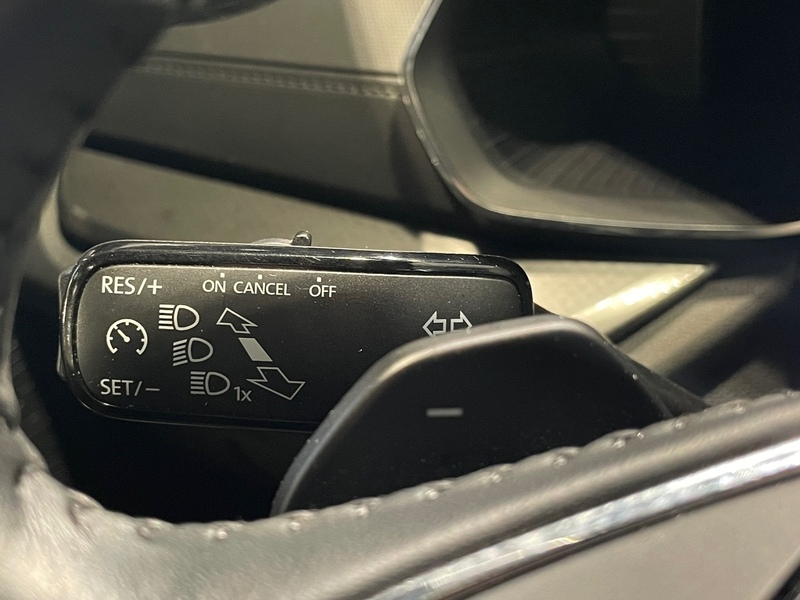 RES/+ ON CANCEL OFF
SET/− 1x
−